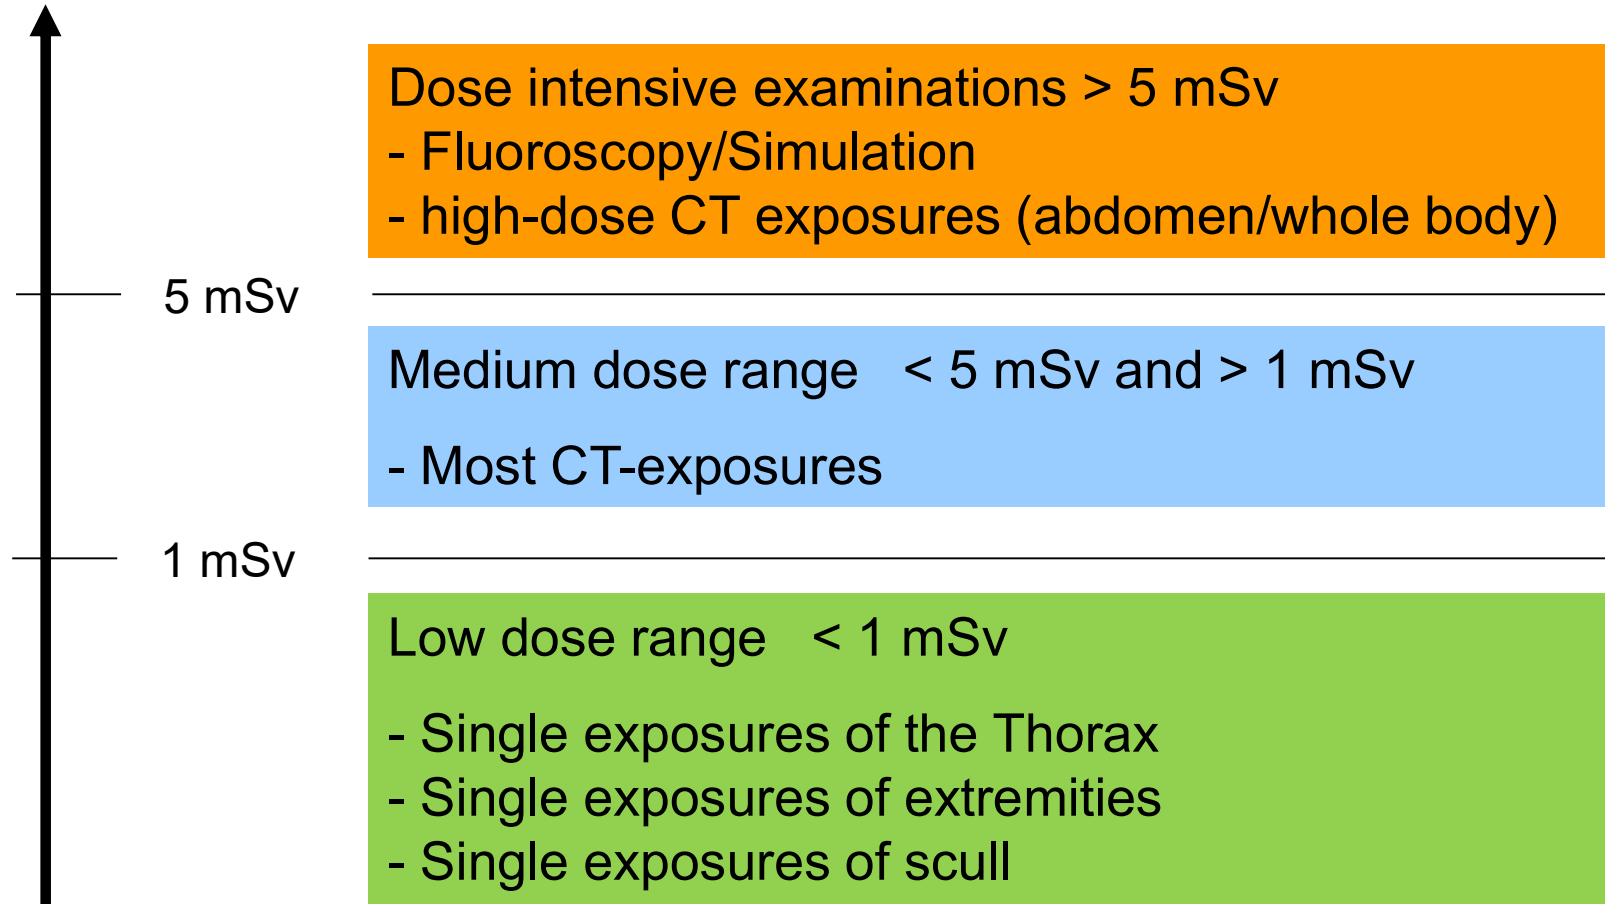 Dose intensive examinations > 5 mSv
- Fluoroscopy/Simulation
- high-dose CT exposures (abdomen/whole body)
5 mSv
Medium dose range < 5 mSv and > 1 mSv
- Most CT-exposures
1 mSv
Low dose range < 1 mSv
- Single exposures of the Thorax
- Single exposures of extremities
- Single exposures of scull